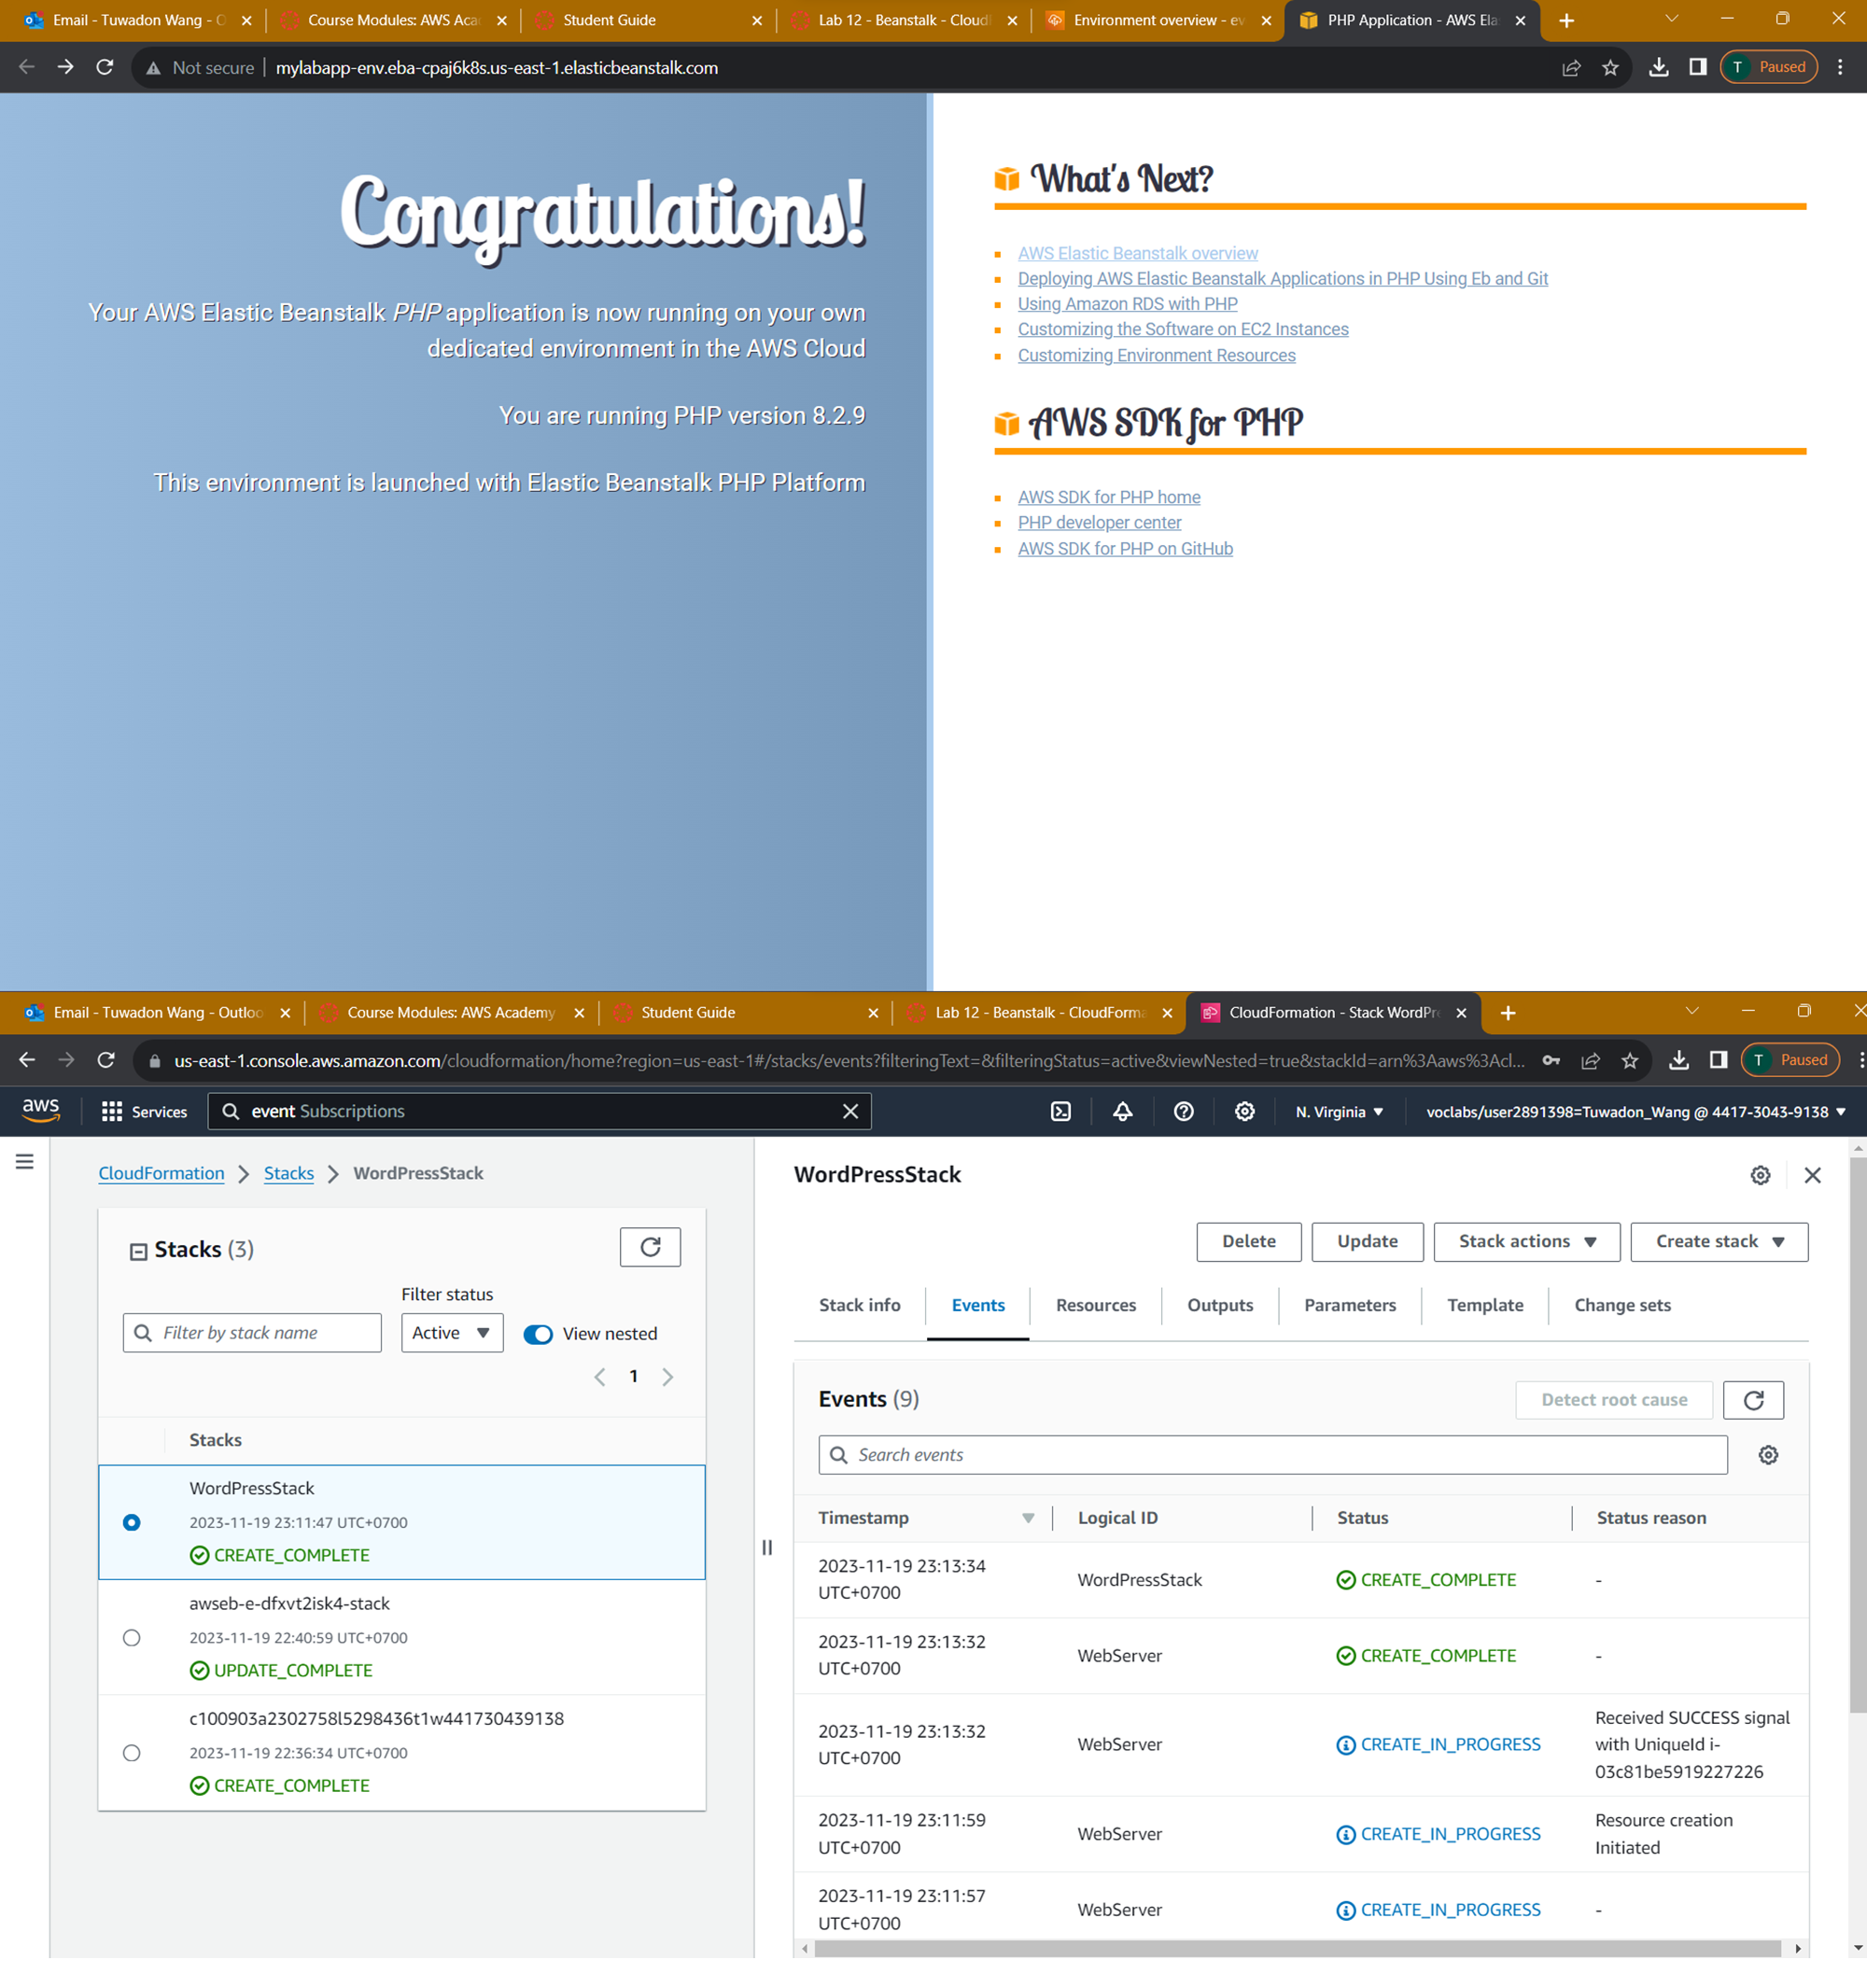 Email - Tuwadon Wang - O
Course Modules: AWS Aca
Student Guide
Lab 12 - Beanstalk - Cloud
Environment overview - ev
PHP Application - AWS Ela
Not secure
mylabapp-env.eba-cpaj6k8s.us-east-1.elasticbeanstalk.com
T Paused
Congratulations!
Your AWS Elastic Beanstalk PHP application is now running on your own
dedicated environment in the AWS Cloud
You are running PHP version 8.2.9
This environment is launched with Elastic Beanstalk PHP Platform
What's Next?
AWS Elastic Beanstalk overview
Deploying AWS Elastic Beanstalk Applications in PHP Using Eb and Git
Using Amazon RDS with PHP
Customizing the Software on EC2 Instances
Customizing Environment Resources
AWS SDK for PHP
AWS SDK for PHP home
PHP developer center
AWS SDK for PHP on GitHub
Email - Tuwadon Wang - Outloo
Course Modules: AWS Academy
Student Guide
Lab 12 - Beanstalk - CloudForma
CloudFormation - Stack WordPr
us-east-1.console.aws.amazon.com/cloudformation/home?region=us-east-1#/stacks/events?filteringText=&filteringStatus=active&viewNested=true&stackId=arn%3Aaws%3Acl...
T Paused
aws
Services
event Subscriptions
N. Virginia
voclabs/user2891398=Tuwadon_Wang @ 4417-3043-9138
CloudFormation
Stacks
WordPressStack
Stacks (3)
Filter status
Filter by stack name
Active
View nested
1
Stacks
WordPressStack
2023-11-19 23:11:47 UTC+0700
CREATE_COMPLETE
awseb-e-dfxvt2isk4-stack
2023-11-19 22:40:59 UTC+0700
UPDATE_COMPLETE
c100903a2302758l5298436t1w441730439138
2023-11-19 22:36:34 UTC+0700
CREATE_COMPLETE
WordPressStack
Delete
Update
Stack actions
Create stack
Stack info
Events
Resources
Outputs
Parameters
Template
Change sets
Events (9)
Detect root cause
Search events
Timestamp
Logical ID
Status
Status reason
2023-11-19 23:13:34
UTC+0700
WordPressStack
CREATE_COMPLETE
-
2023-11-19 23:13:32
UTC+0700
WebServer
CREATE_COMPLETE
-
2023-11-19 23:13:32
UTC+0700
WebServer
CREATE_IN_PROGRESS
Received SUCCESS signal
with UniqueId i-
03c81be5919227226
2023-11-19 23:11:59
UTC+0700
WebServer
CREATE_IN_PROGRESS
Resource creation
Initiated
2023-11-19 23:11:57
UTC+0700
WebServer
CREATE_IN_PROGRESS
-